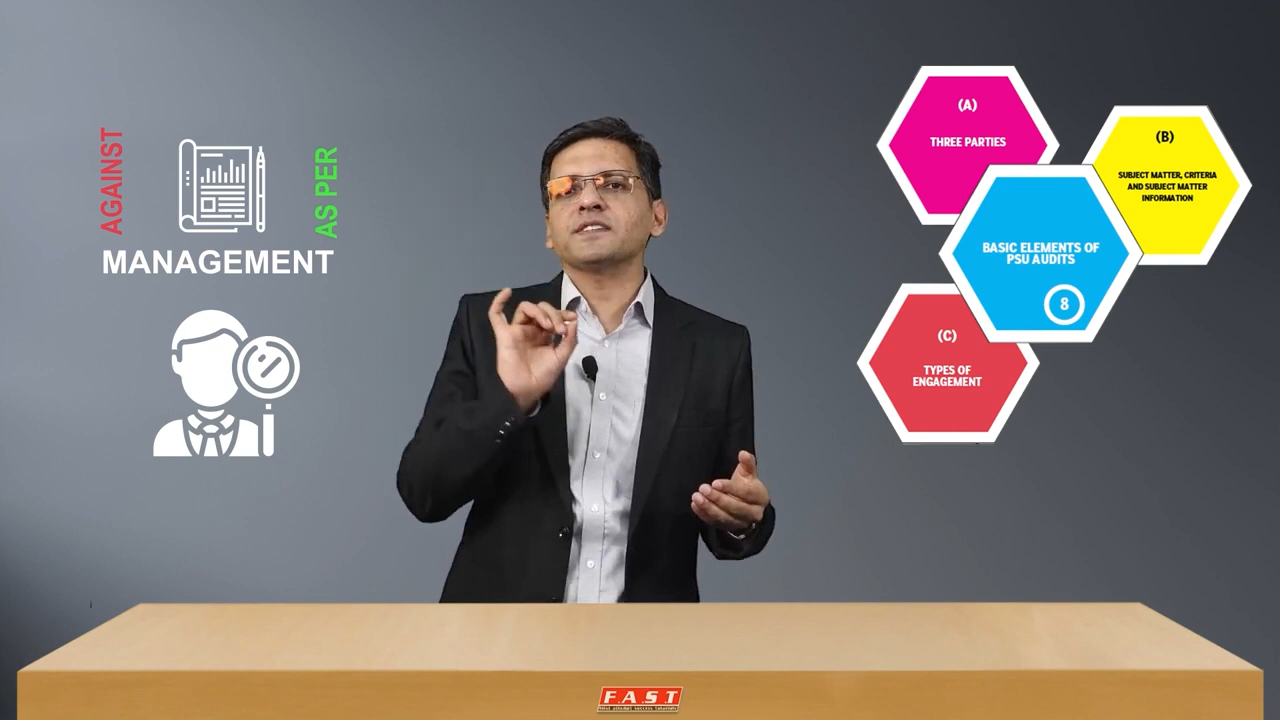 AGAINST
AS PER
MANAGEMENT
(A)
THREE PARTIES
(B)
SUBJECT MATTER, CRITERIA
AND SUBJECT MATTER
INFORMATION
BASIC ELEMENTS OF
PSU AUDITS
8
(C)
TYPES OF
ENGAGEMENT
F.A.S.T